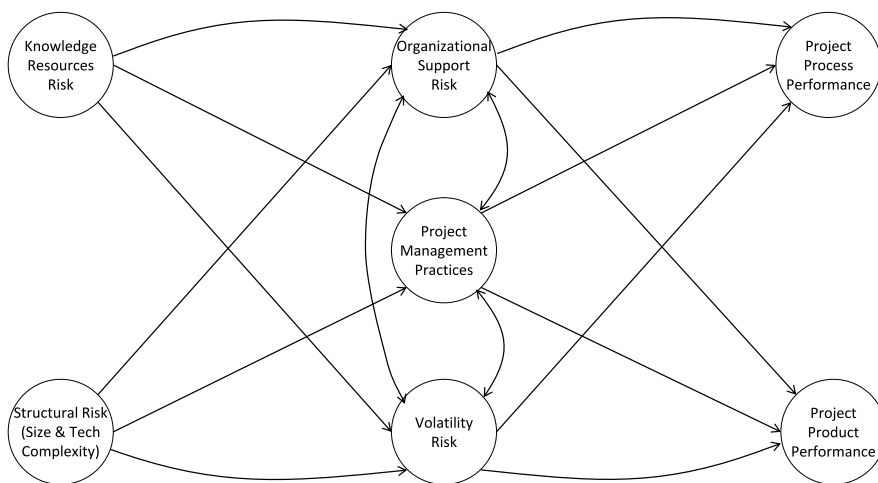 Knowledge
Resources
Risk
Organizational
Support
Risk
Project
Process
Performance
Project
Management
Practices
Structural Risk
(Size & Tech
Complexity)
Volatility
Risk
Project
Product
Performance